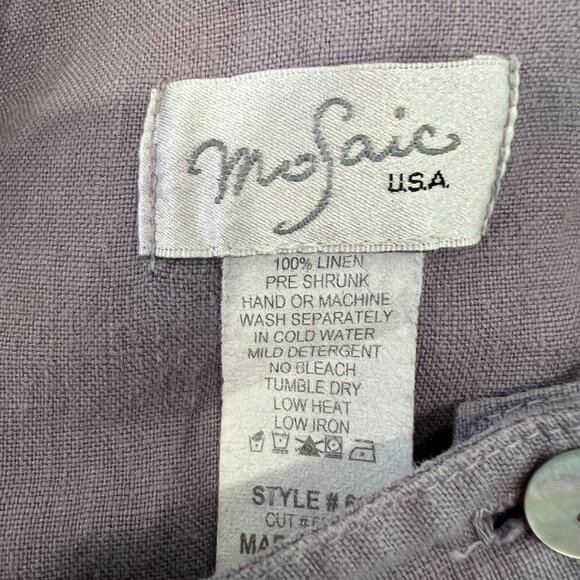 mosaic
U.S.A.
100% LINEN
PRE SHRUNK
HAND OR MACHINE
WASH SEPARATELY
IN COLD WATER
MILD DETERGENT
NO BLEACH
TUMBLE DRY
LOW HEAT
LOW IRON
STYLE #
CUT #